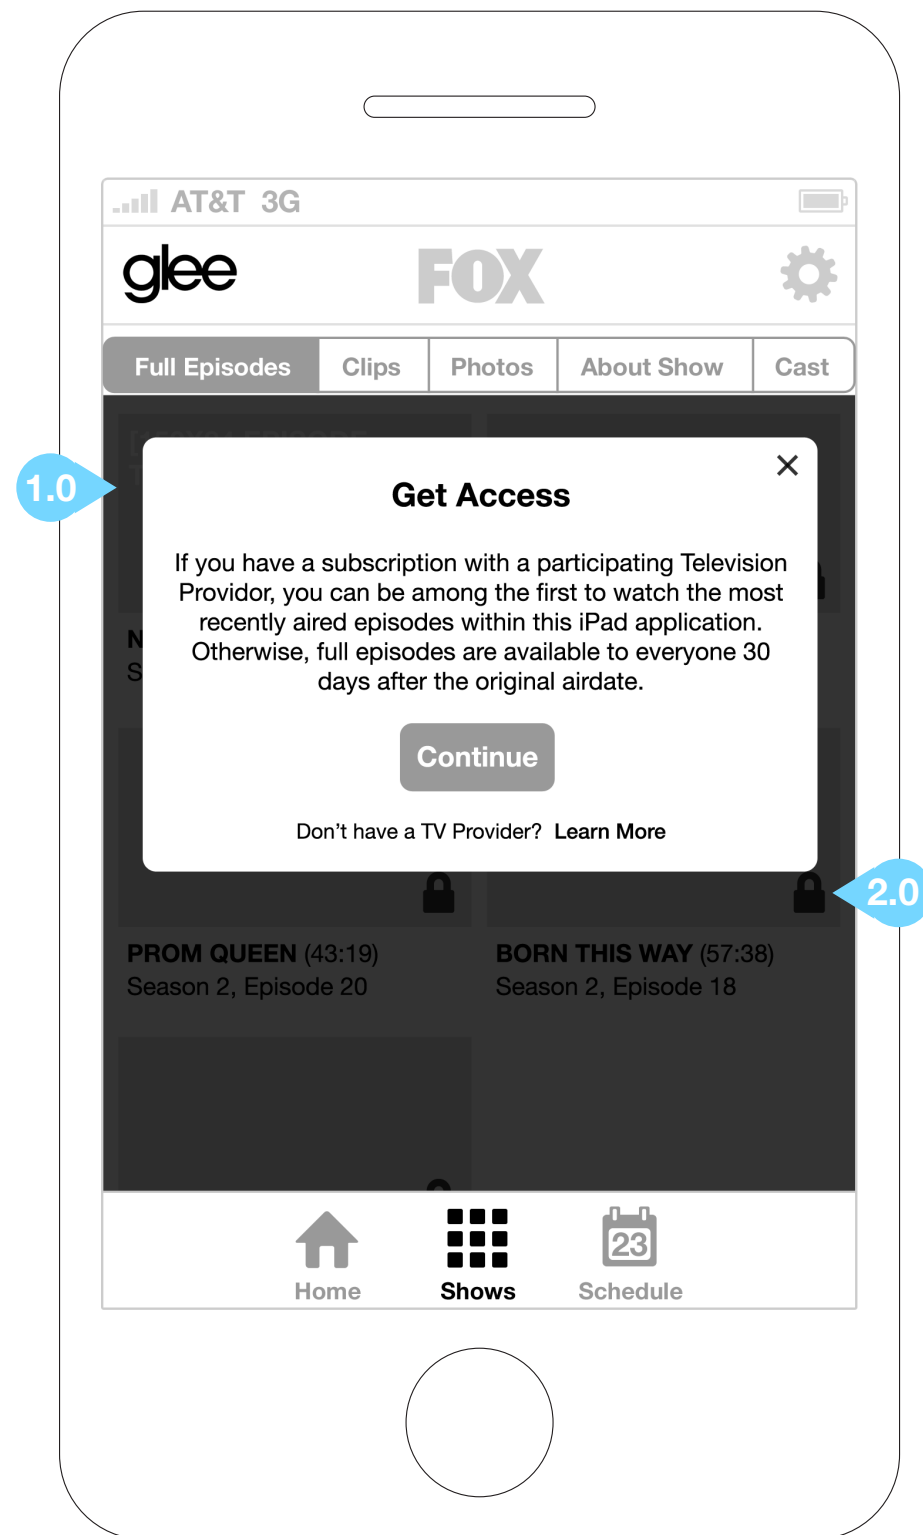 AT&T 3G
glee
FOX
Full Episodes
Clips
Photos
About Show
Cast
1.0
Get Access
If you have a subscription with a participating Television
Providor, you can be among the first to watch the most
recently aired episodes within this iPad application.
Otherwise, full episodes are available to everyone 30
days after the original airdate.
Continue
Don’t have a TV Provider? Learn More
2.0
PROM QUEEN (43:19)
Season 2, Episode 20
BORN THIS WAY (57:38)
Season 2, Episode 18
23
Home
Shows
Schedule